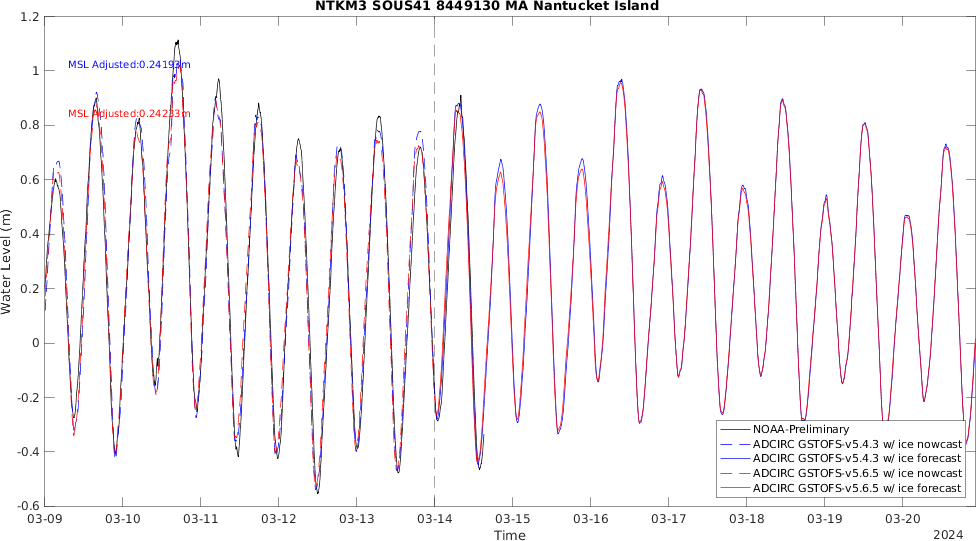 NTKM3 SOUS41 8449130 MA Nantucket Island
1.2
1
0.8
0.6
0.4
0.2
0
-0.2
-0.4
-0.6
Water Level (m)
MSL Adjusted:0.24193m
MSL Adjusted:0.24233m
NOAA-Preliminary
ADCIRC GSTOFS-v5.4.3 w/ ice nowcast
ADCIRC GSTOFS-v5.4.3 w/ ice forecast
ADCIRC GSTOFS-v5.6.5 w/ ice nowcast
ADCIRC GSTOFS-v5.6.5 w/ ice forecast
03-09 03-10 03-11 03-12 03-13 03-14 03-15 03-16 03-17 03-18 03-19 03-20
Time
2024